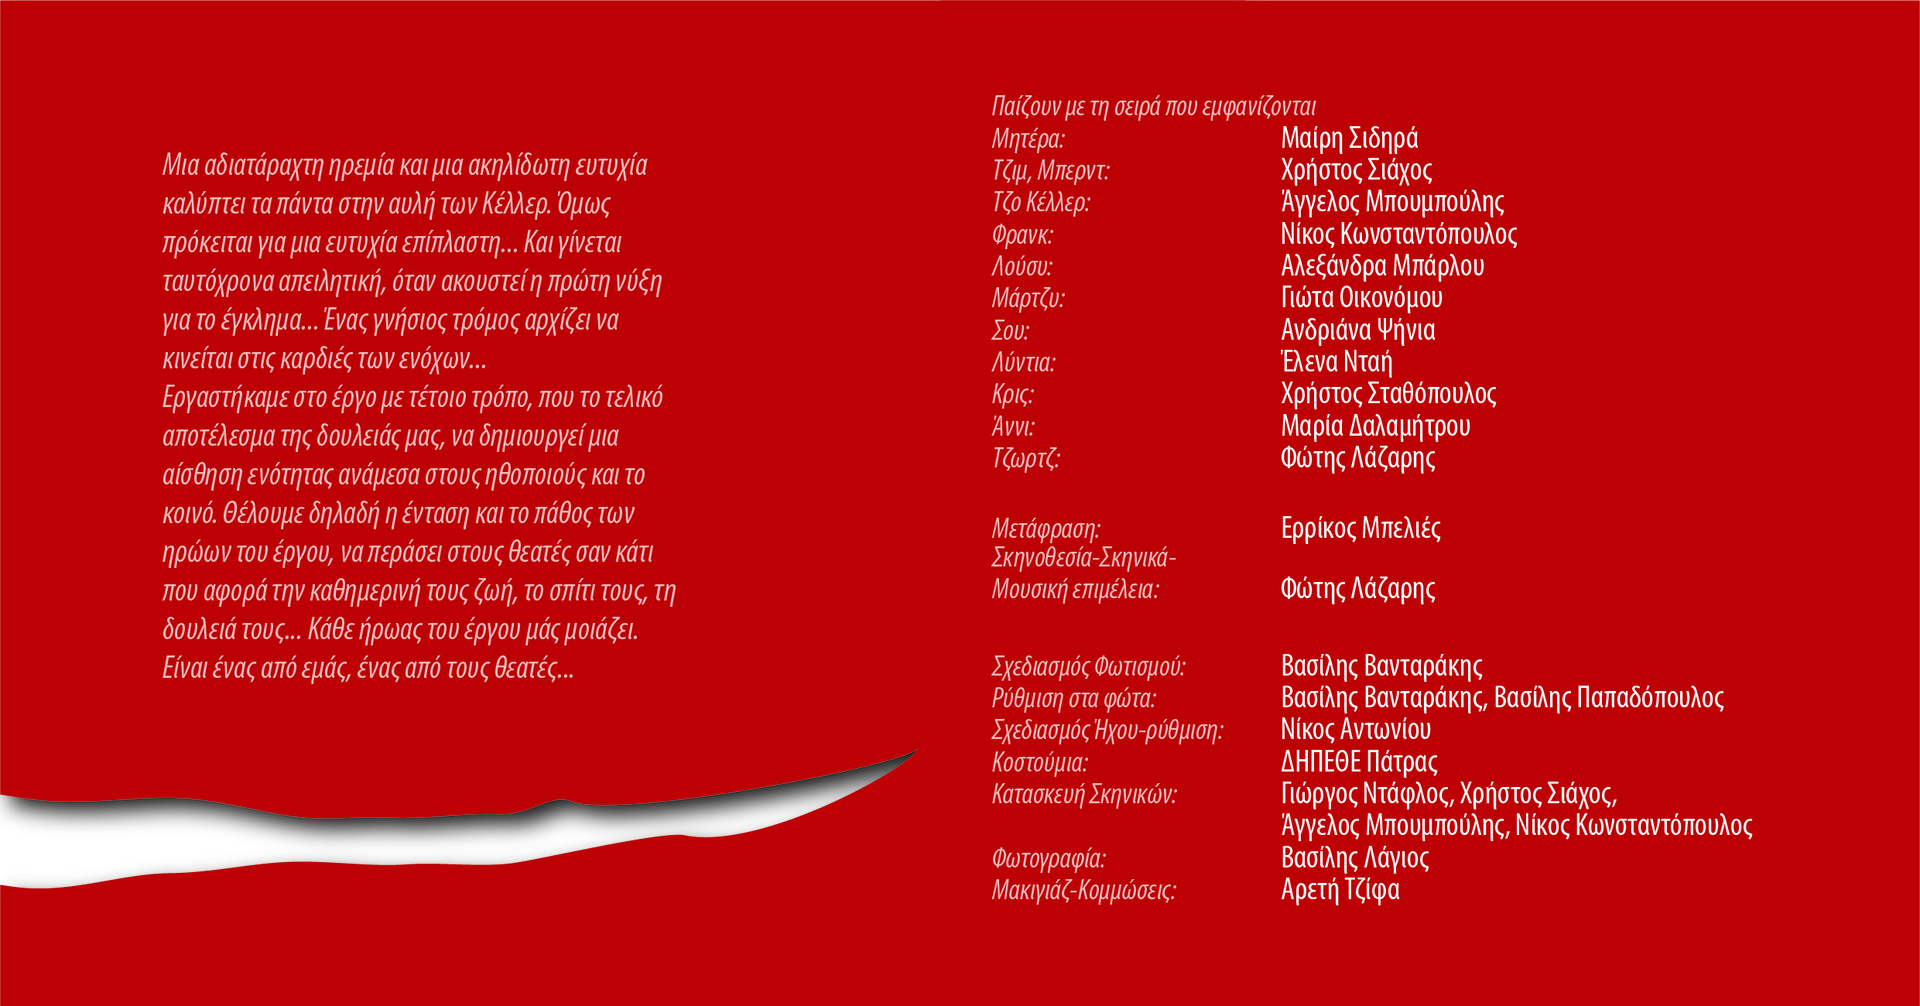 Μια αδιατάραχτη ηρεμία και μια ακηλίδωτη ευτυχία
καλύπτει τα πάντα στην αυλή των Κέλλερ. Όμως
πρόκειται για μια ευτυχία επίπλαστη... Και γίνεται
ταυτόχρονα απειλητική, όταν ακουστεί η πρώτη νύξη
για το έγκλημα... Ένας γνήσιος τρόμος αρχίζει να
κινείται στις καρδιές των ενόχων...
Εργαστήκαμε στο έργο με τέτοιο τρόπο, που το τελικό
αποτέλεσμα της δουλειάς μας, να δημιουργεί μια
αίσθηση ενότητας ανάμεσα στους ηθοποιούς και το
κοινό. Θέλουμε δηλαδή η ένταση και το πάθος των
ηρώων του έργου, να περάσει στους θεατές σαν κάτι
που αφορά την καθημερινή τους ζωή, το σπίτι τους, τη
δουλειά τους... Κάθε ήρωας του έργου μάς μοιάζει.
Είναι ένας από εμάς, ένας από τους θεατές...
Παίζουν με τη σειρά που εμφανίζονται
Μητέρα: Μαίρη Σιδηρά
Τζιμ, Μπερντ: Χρήστος Σιάχος
Τζο Κέλλερ: Άγγελος Μπουμπούλης
Φρανκ: Νίκος Κωνσταντόπουλος
Λούσυ: Αλεξάνδρα Μπάρλου
Μάρτζυ: Γιώτα Οικονόμου
Σου: Ανδριάνα Ψήνια
Λύντια: Έλενα Νταή
Κρις: Χρήστος Σταθόπουλος
Άννι: Μαρία Δαλαμήτρου
Τζωρτζ: Φώτης Λάζαρης
Μετάφραση: Ερρίκος Μπελιές
Σκηνοθεσία-Σκηνικά-
Μουσική επιμέλεια: Φώτης Λάζαρης
Σχεδιασμός Φωτισμού: Βασίλης Βανταράκης
Ρύθμιση στα φώτα: Βασίλης Βανταράκης, Βασίλης Παπαδόπουλος
Σχεδιασμός Ήχου-ρύθμιση: Νίκος Αντωνίου
Κοστούμια: ΔΗΠΕΘΕ Πάτρας
Κατασκευή Σκηνικών: Γιώργος Ντάφλος, Χρήστος Σιάχος,
Άγγελος Μπουμπούλης, Νίκος Κωνσταντόπουλος
Φωτογραφία: Βασίλης Λάγιος
Μακιγιάζ-Κομμώσεις: Αρετή Τζίφα